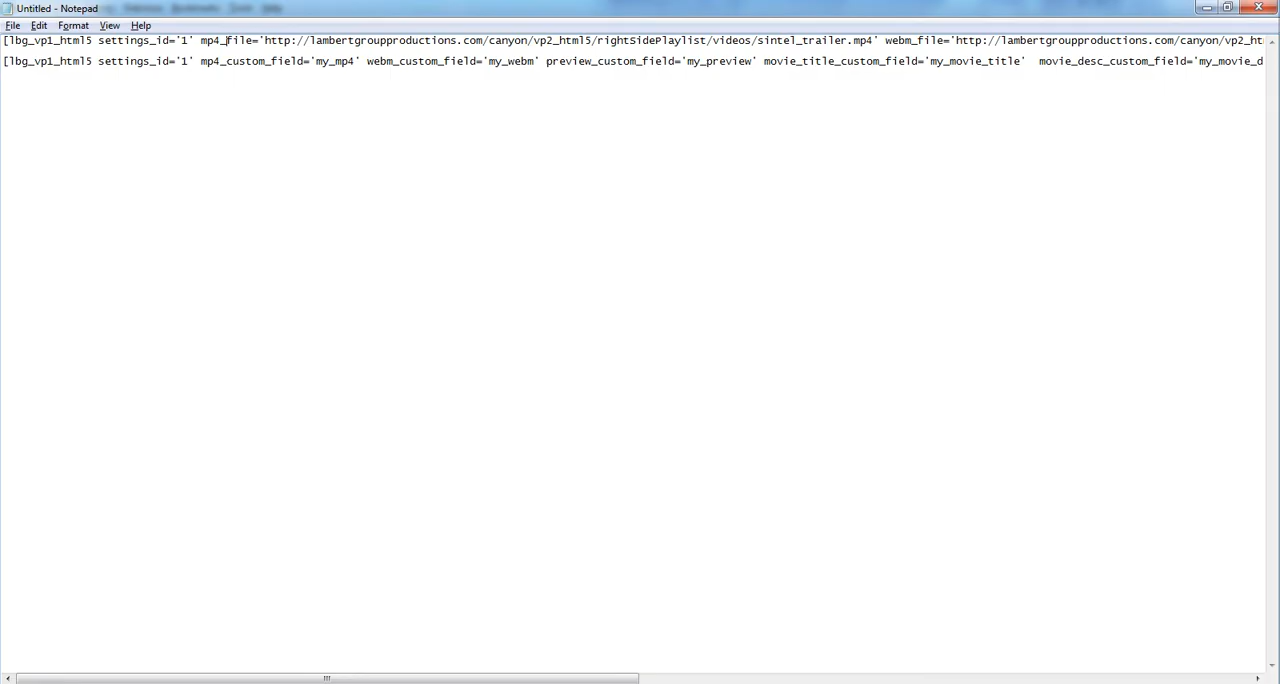 Untitled - Notepad
File Edit Format View Help
[lbg_vp1_html5 settings_id='1' mp4_file='http://lambertgroupproductions.com/canyon/vp2_html5/rightSidePlaylist/videos/sintel_trailer.mp4' webm_file='http://lambertgroupproductions.com/canyon/vp2_ht
[lbg_vp1_html5 settings_id='1' mp4_custom_field='my_mp4' webm_custom_field='my_webm' preview_custom_field='my_preview' movie_title_custom_field='my_movie_title'  movie_desc_custom_field='my_movie_d